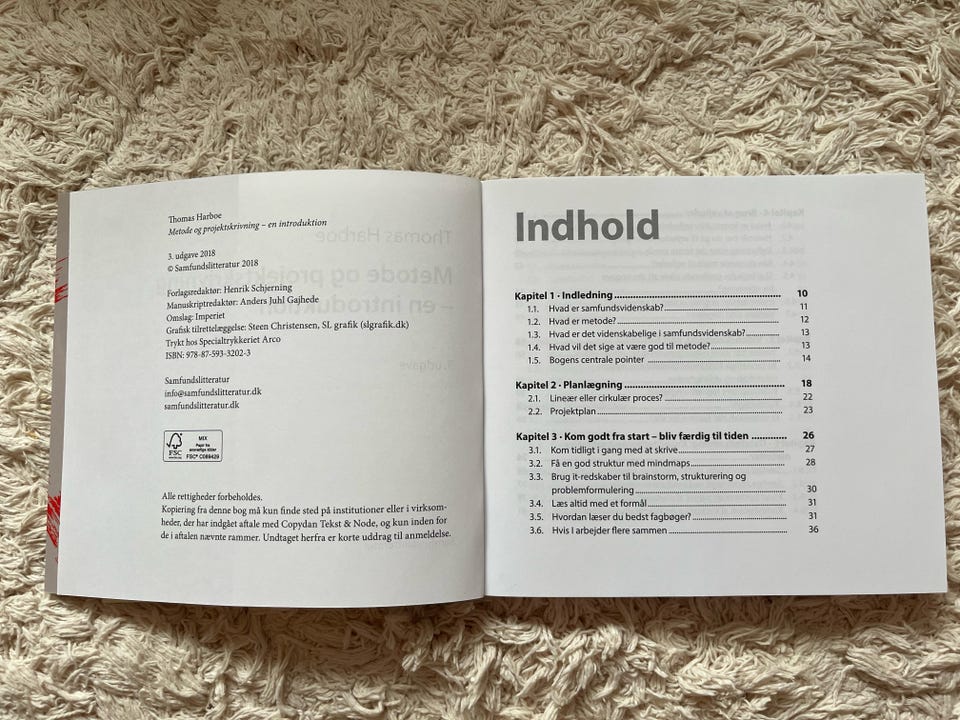 Thomas Harboe
Metode og projektskrivning – en introduktion
3. udgave 2018
© Samfundslitteratur 2018
Forlagsredaktør: Henrik Schjerning
Manuskriptredaktør: Anders Juhl Gajhede
Omslag: Imperiet
Grafisk tilrettelæggelse: Steen Christensen, SL grafik (slgrafik.dk)
Trykt hos Specialtrykkeriet Arco
ISBN: 978-87-593-3202-3
Samfundslitteratur
info@samfundslitteratur.dk
samfundslitteratur.dk
FSC
MIX
Papir fra
ansvarlige kilder
FSC® C089429
Alle rettigheder forbeholdes.
Kopiering fra denne bog må kun finde sted på institutioner eller i virksom-
heder, der har indgået aftale med Copydan Tekst & Node, og kun inden for
de i aftalen nævnte rammer. Undtaget herfra er korte uddrag til anmeldelse.
Indhold
Kapitel 1 · Indledning 10
1.1. Hvad er samfundsvidenskab? 11
1.2. Hvad er metode? 12
1.3. Hvad er det videnskabelige i samfundsvidenskab? 13
1.4. Hvad vil det sige at være god til metode? 13
1.5. Bogens centrale pointer 14
Kapitel 2 · Planlægning 18
2.1. Lineær eller cirkulær proces? 22
2.2. Projektplan 23
Kapitel 3 · Kom godt fra start – bliv færdig til tiden 26
3.1. Kom tidligt i gang med at skrive 27
3.2. Få en god struktur med mindmaps 28
3.3. Brug it-redskaber til brainstorm, strukturering og
problemformulering 30
3.4. Læs altid med et formål 31
3.5. Hvordan læser du bedst fagbøger? 31
3.6. Hvis I arbejder flere sammen 36